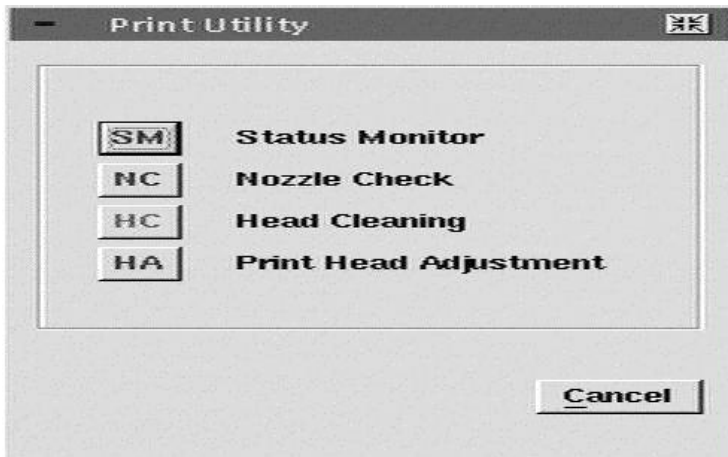 Print Utility
SM Status Monitor
NC Nozzle Check
HC Head Cleaning
HA Print Head Adjustment
Cancel